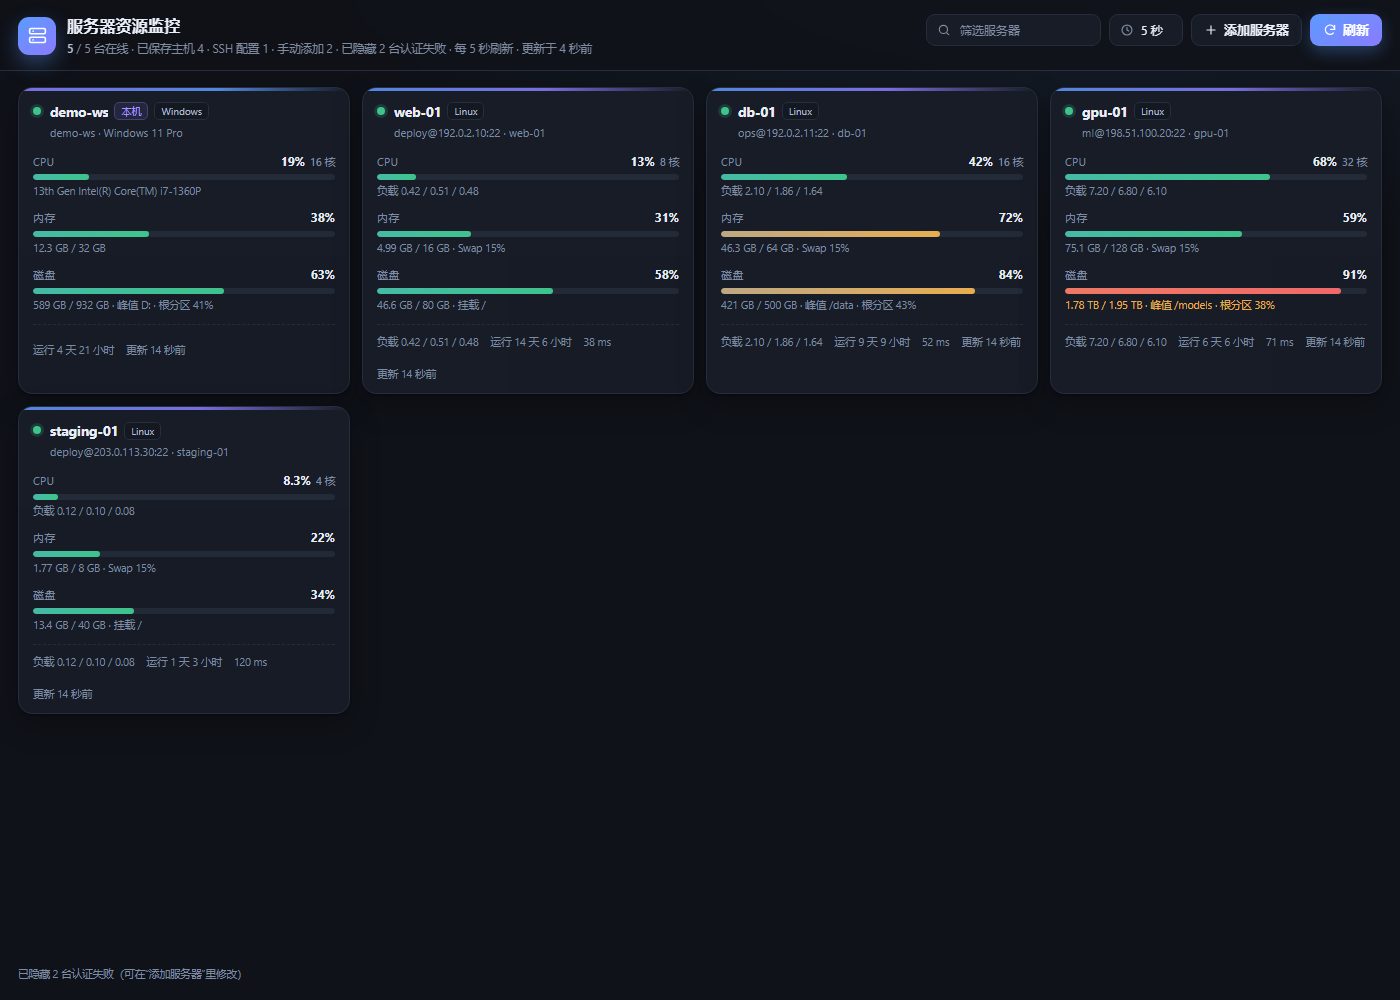 服务器资源监控
5 / 5 台在线 · 已保存主机 4 · SSH 配置 1 · 手动添加 2 · 已隐藏 2 台认证失败 · 每 5 秒刷新 · 更新于 4 秒前
筛选服务器
5 秒
添加服务器
刷新
demo-ws 本机 Windows
demo-ws · Windows 11 Pro
CPU 19% 16 核
13th Gen Intel(R) Core(TM) i7-1360P
内存 38%
12.3 GB / 32 GB
磁盘 63%
589 GB / 932 GB · 峰值 D: · 根分区 41%
运行 4 天 21 小时 更新 14 秒前
web-01 Linux
deploy@192.0.2.10:22 · web-01
CPU 13% 8 核
负载 0.42 / 0.51 / 0.48
内存 31%
4.99 GB / 16 GB · Swap 15%
磁盘 58%
46.6 GB / 80 GB · 挂载 /
负载 0.42 / 0.51 / 0.48 运行 14 天 6 小时 38 ms
更新 14 秒前
db-01 Linux
ops@192.0.2.11:22 · db-01
CPU 42% 16 核
负载 2.10 / 1.86 / 1.64
内存 72%
46.3 GB / 64 GB · Swap 15%
磁盘 84%
421 GB / 500 GB · 峰值 /data · 根分区 43%
负载 2.10 / 1.86 / 1.64 运行 9 天 9 小时 52 ms 更新 14 秒前
gpu-01 Linux
ml@198.51.100.20:22 · gpu-01
CPU 68% 32 核
负载 7.20 / 6.80 / 6.10
内存 59%
75.1 GB / 128 GB · Swap 15%
磁盘 91%
1.78 TB / 1.95 TB · 峰值 /models · 根分区 38%
负载 7.20 / 6.80 / 6.10 运行 6 天 6 小时 71 ms 更新 14 秒前
staging-01 Linux
deploy@203.0.113.30:22 · staging-01
CPU 8.3% 4 核
负载 0.12 / 0.10 / 0.08
内存 22%
1.77 GB / 8 GB · Swap 15%
磁盘 34%
13.4 GB / 40 GB · 挂载 /
负载 0.12 / 0.10 / 0.08 运行 1 天 3 小时 120 ms
更新 14 秒前
已隐藏 2 台认证失败（可在"添加服务器"里修改）